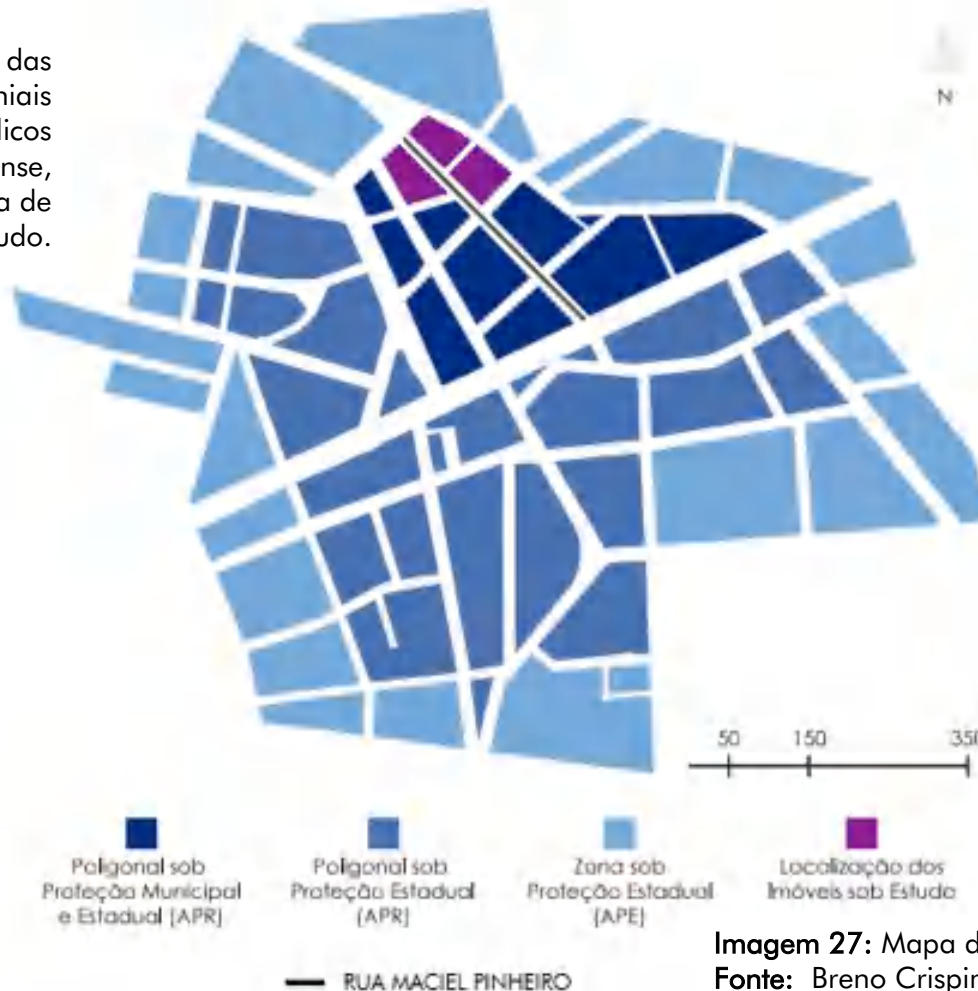 das
niais
licos
nse,
a de
udo.
N
50 150 350
Poligonal sob
Proteção Municipal
e Estadual (APR)
Poligonal sob
Proteção Estadual
(APR)
Zona sob
Proteção Estadual
(APE)
Localização dos
Imóveis sob Estudo
RUA MACIEL PINHEIRO
Imagem 27: Mapa d
Fonte: Breno Crispin